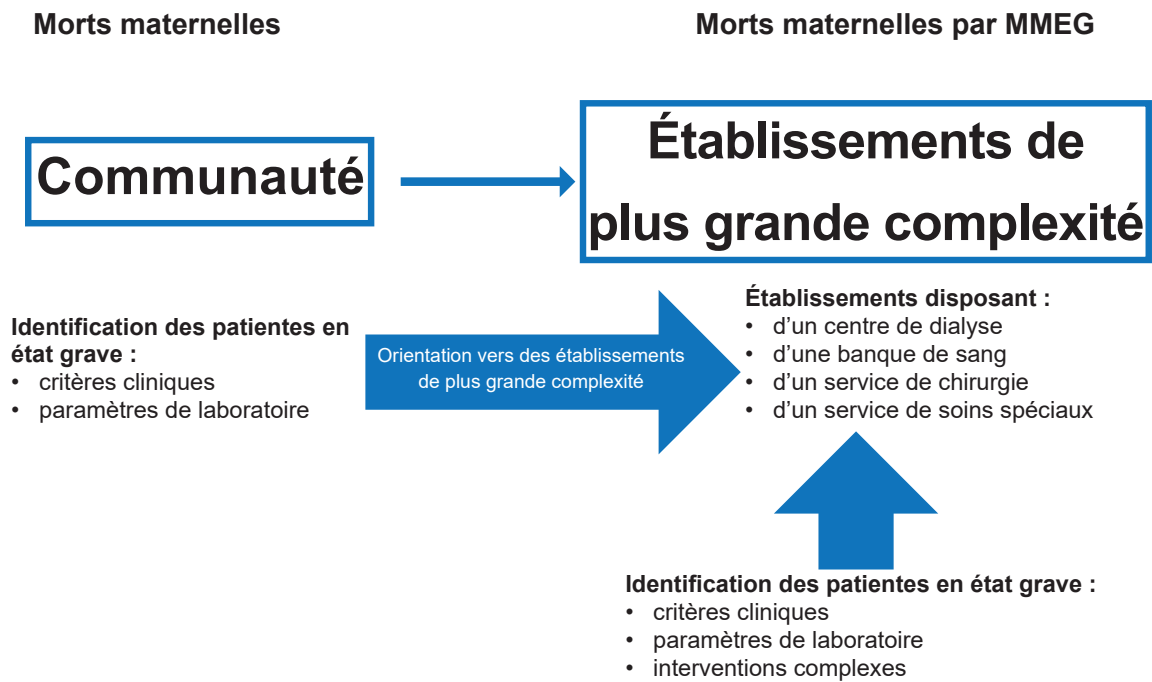 Morts maternelles
Morts maternelles par MMEG
Communauté
Établissements de
plus grande complexité
Identification des patientes en
état grave :
• critères cliniques
• paramètres de laboratoire
Orientation vers des établissements
de plus grande complexité
Établissements disposant :
• d’un centre de dialyse
• d’une banque de sang
• d’un service de chirurgie
• d’un service de soins spéciaux
Identification des patientes en état grave :
• critères cliniques
• paramètres de laboratoire
• interventions complexes